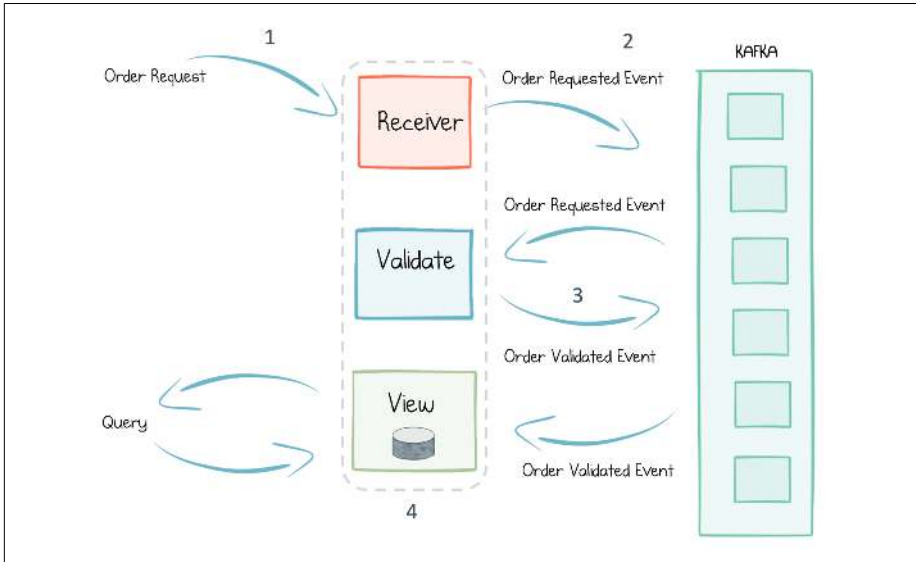 1
2
KAFKA
Order Request
Order Requested Event
Receiver
Order Requested Event
Validate
3
Order Validated Event
View
Query
Order Validated Event
4